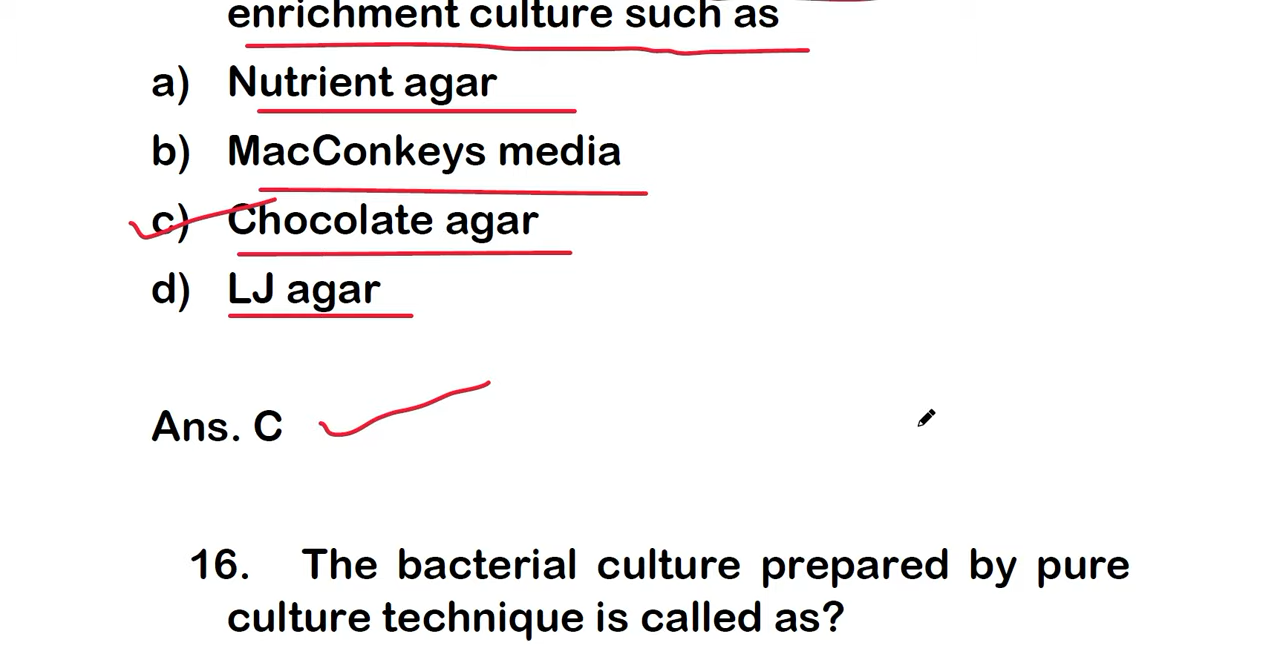 enrichment culture such as
a) Nutrient agar
b) MacConkeys media
c) Chocolate agar
d) LJ agar
Ans. C
16. The bacterial culture prepared by pure
culture technique is called as?